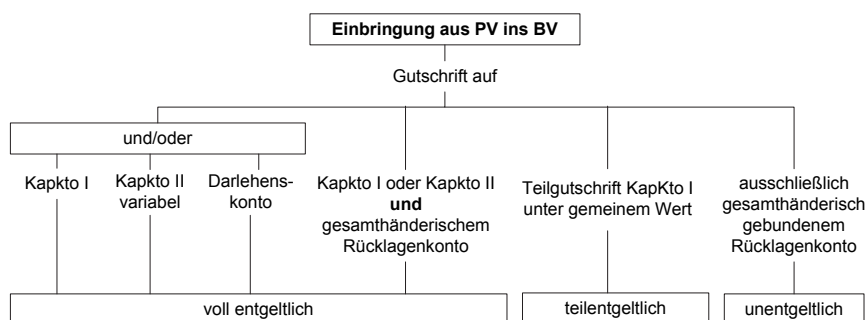 Einbringung aus PV ins BV
Gutschrift auf
und/oder
Kapkto I
Kapkto II
variabel
Darlehens-
konto
Kapkto I oder Kapkto II
und
gesamthänderischem
Rücklagenkonto
Teilgutschrift KapKto I
unter gemeinem Wert
ausschließlich
gesamthänderisch
gebundenem
Rücklagenkonto
voll entgeltlich
teilentgeltlich
unentgeltlich